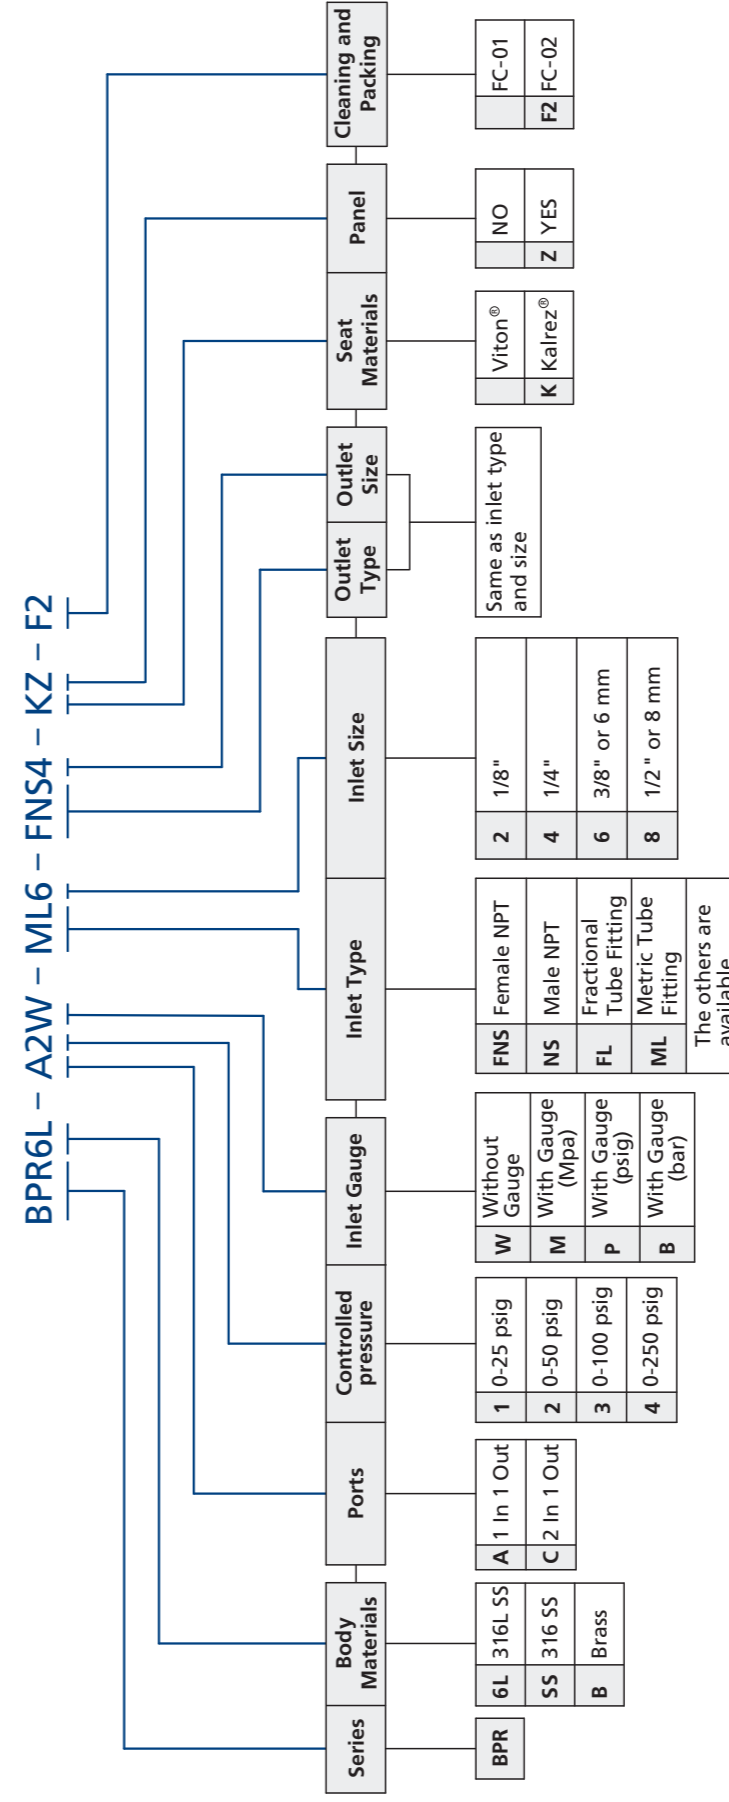 BPR6L – A2W – ML6 – FNS4 – KZ – F2
Series
Body
Materials
Ports
Controlled
pressure
Inlet Gauge
Inlet Type
Inlet Size
Outlet
Type
Outlet
Size
Seat
Materials
Panel
Cleaning and
Packing
BPR
6L 316L SS
SS 316 SS
B Brass
A 1 In 1 Out
C 2 In 1 Out
1 0-25 psig
2 0-50 psig
3 0-100 psig
4 0-250 psig
W Without
Gauge
M With Gauge
(Mpa)
P With Gauge
(psig)
B With Gauge
(bar)
FNS Female NPT
NS Male NPT
FL Fractional
Tube Fitting
ML Metric Tube
Fitting
The others are
available
2 1/8"
4 1/4"
6 3/8" or 6 mm
8 1/2" or 8 mm
Same as inlet type
and size
Viton®
K Kalrez®
NO
Z YES
FC-01
F2 FC-02